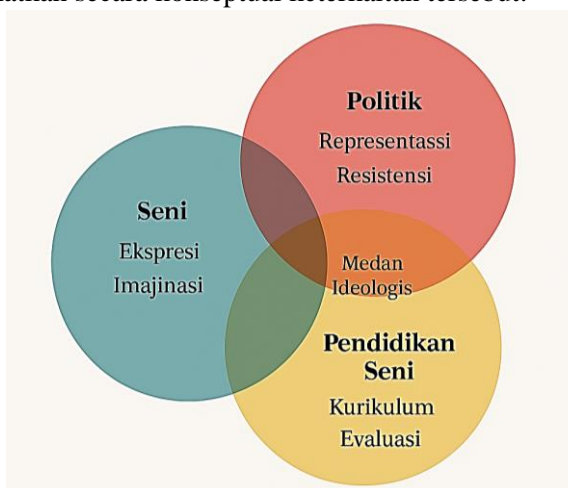 secara konseptual keterkaitan tersebut.
Politik
Representassi
Resistensi
Seni
Ekspresi
Imajinasi
Medan
Ideologis
Pendidikan
Seni
Kurikulum
Evaluasi